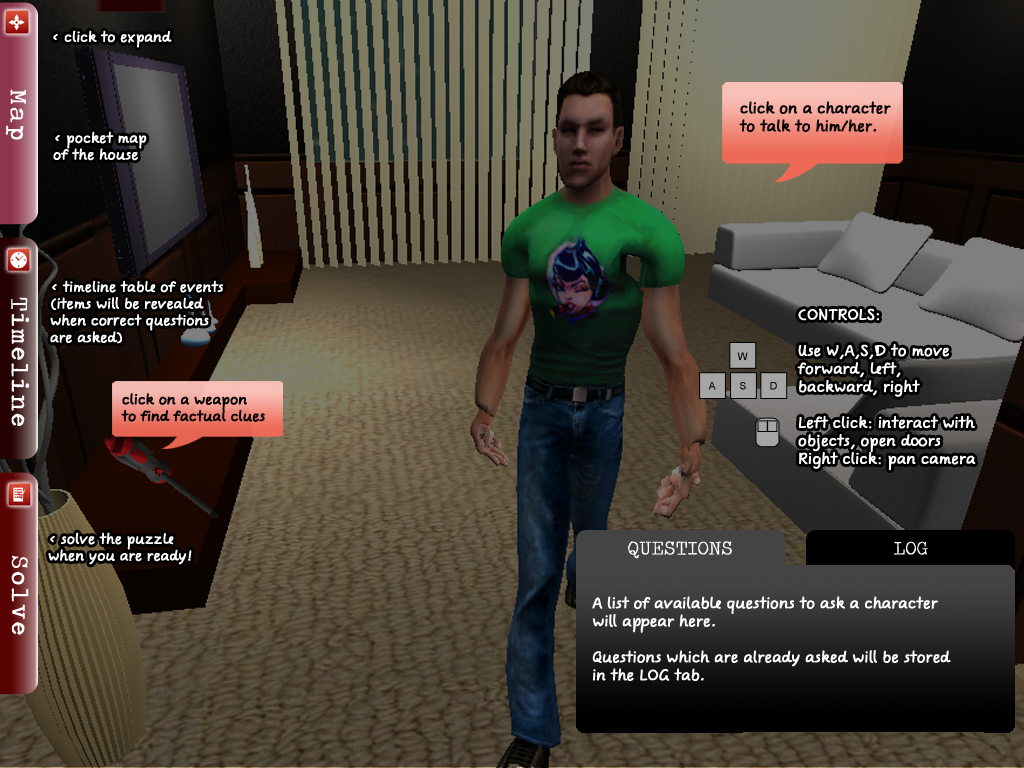 Map
< click to expand
< pocket map
of the house
click on a character
to talk to him/her.
Timeline
< timeline table of events
(items will be revealed
when correct questions
are asked)
click on a weapon
to find factual clues
CONTROLS:
W
A S D
Use W,A,S,D to move
forward, left,
backward, right
Left click: interact with
objects, open doors
Right click: pan camera
Solve
< solve the puzzle
when you are ready!
QUESTIONS
LOG
A list of available questions to ask a character
will appear here.
Questions which are already asked will be stored
in the LOG tab.